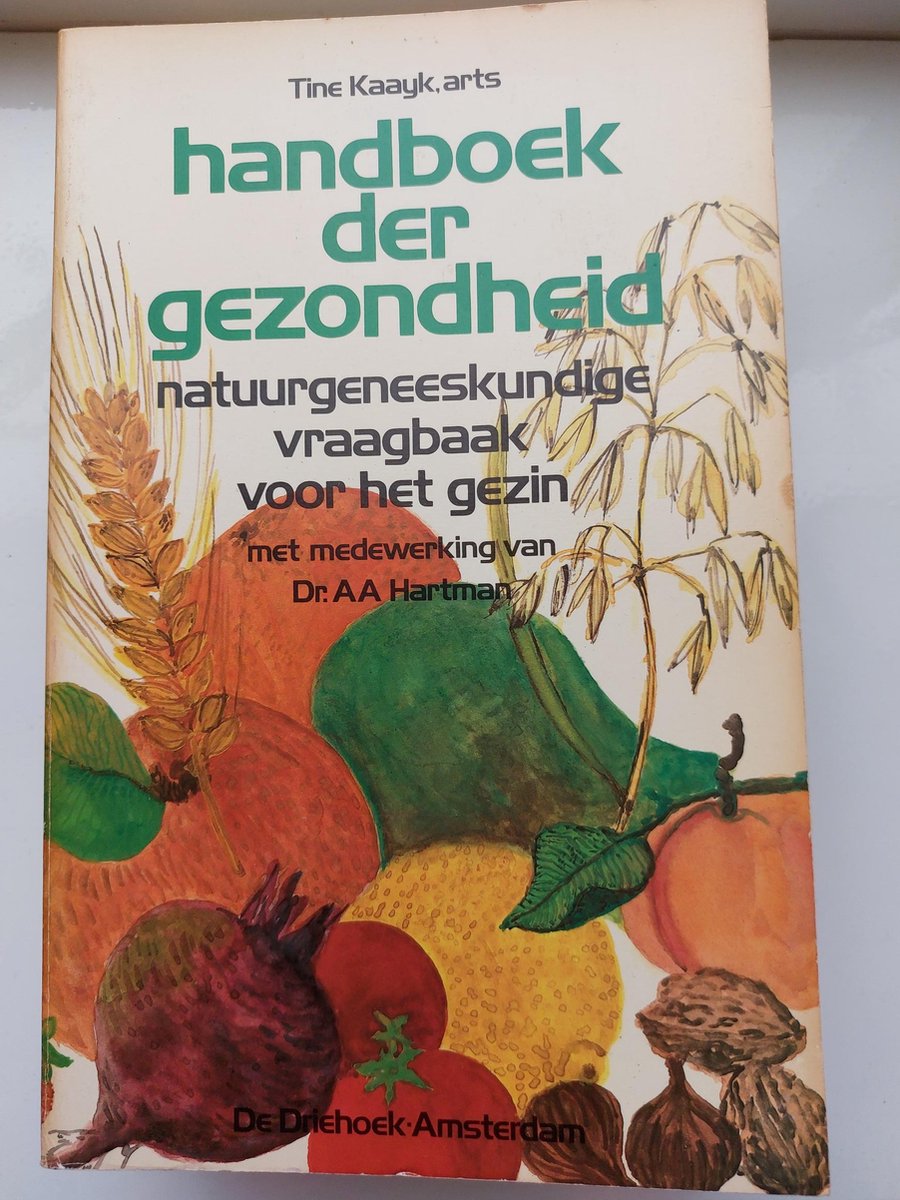 Tine Kaayk, arts
handboek
der
gezondheid
natuurgeneeskundige
vraagbaak
voor het gezin
met medewerking van
Dr. AA Hartman
De Driehoek·Amsterdam